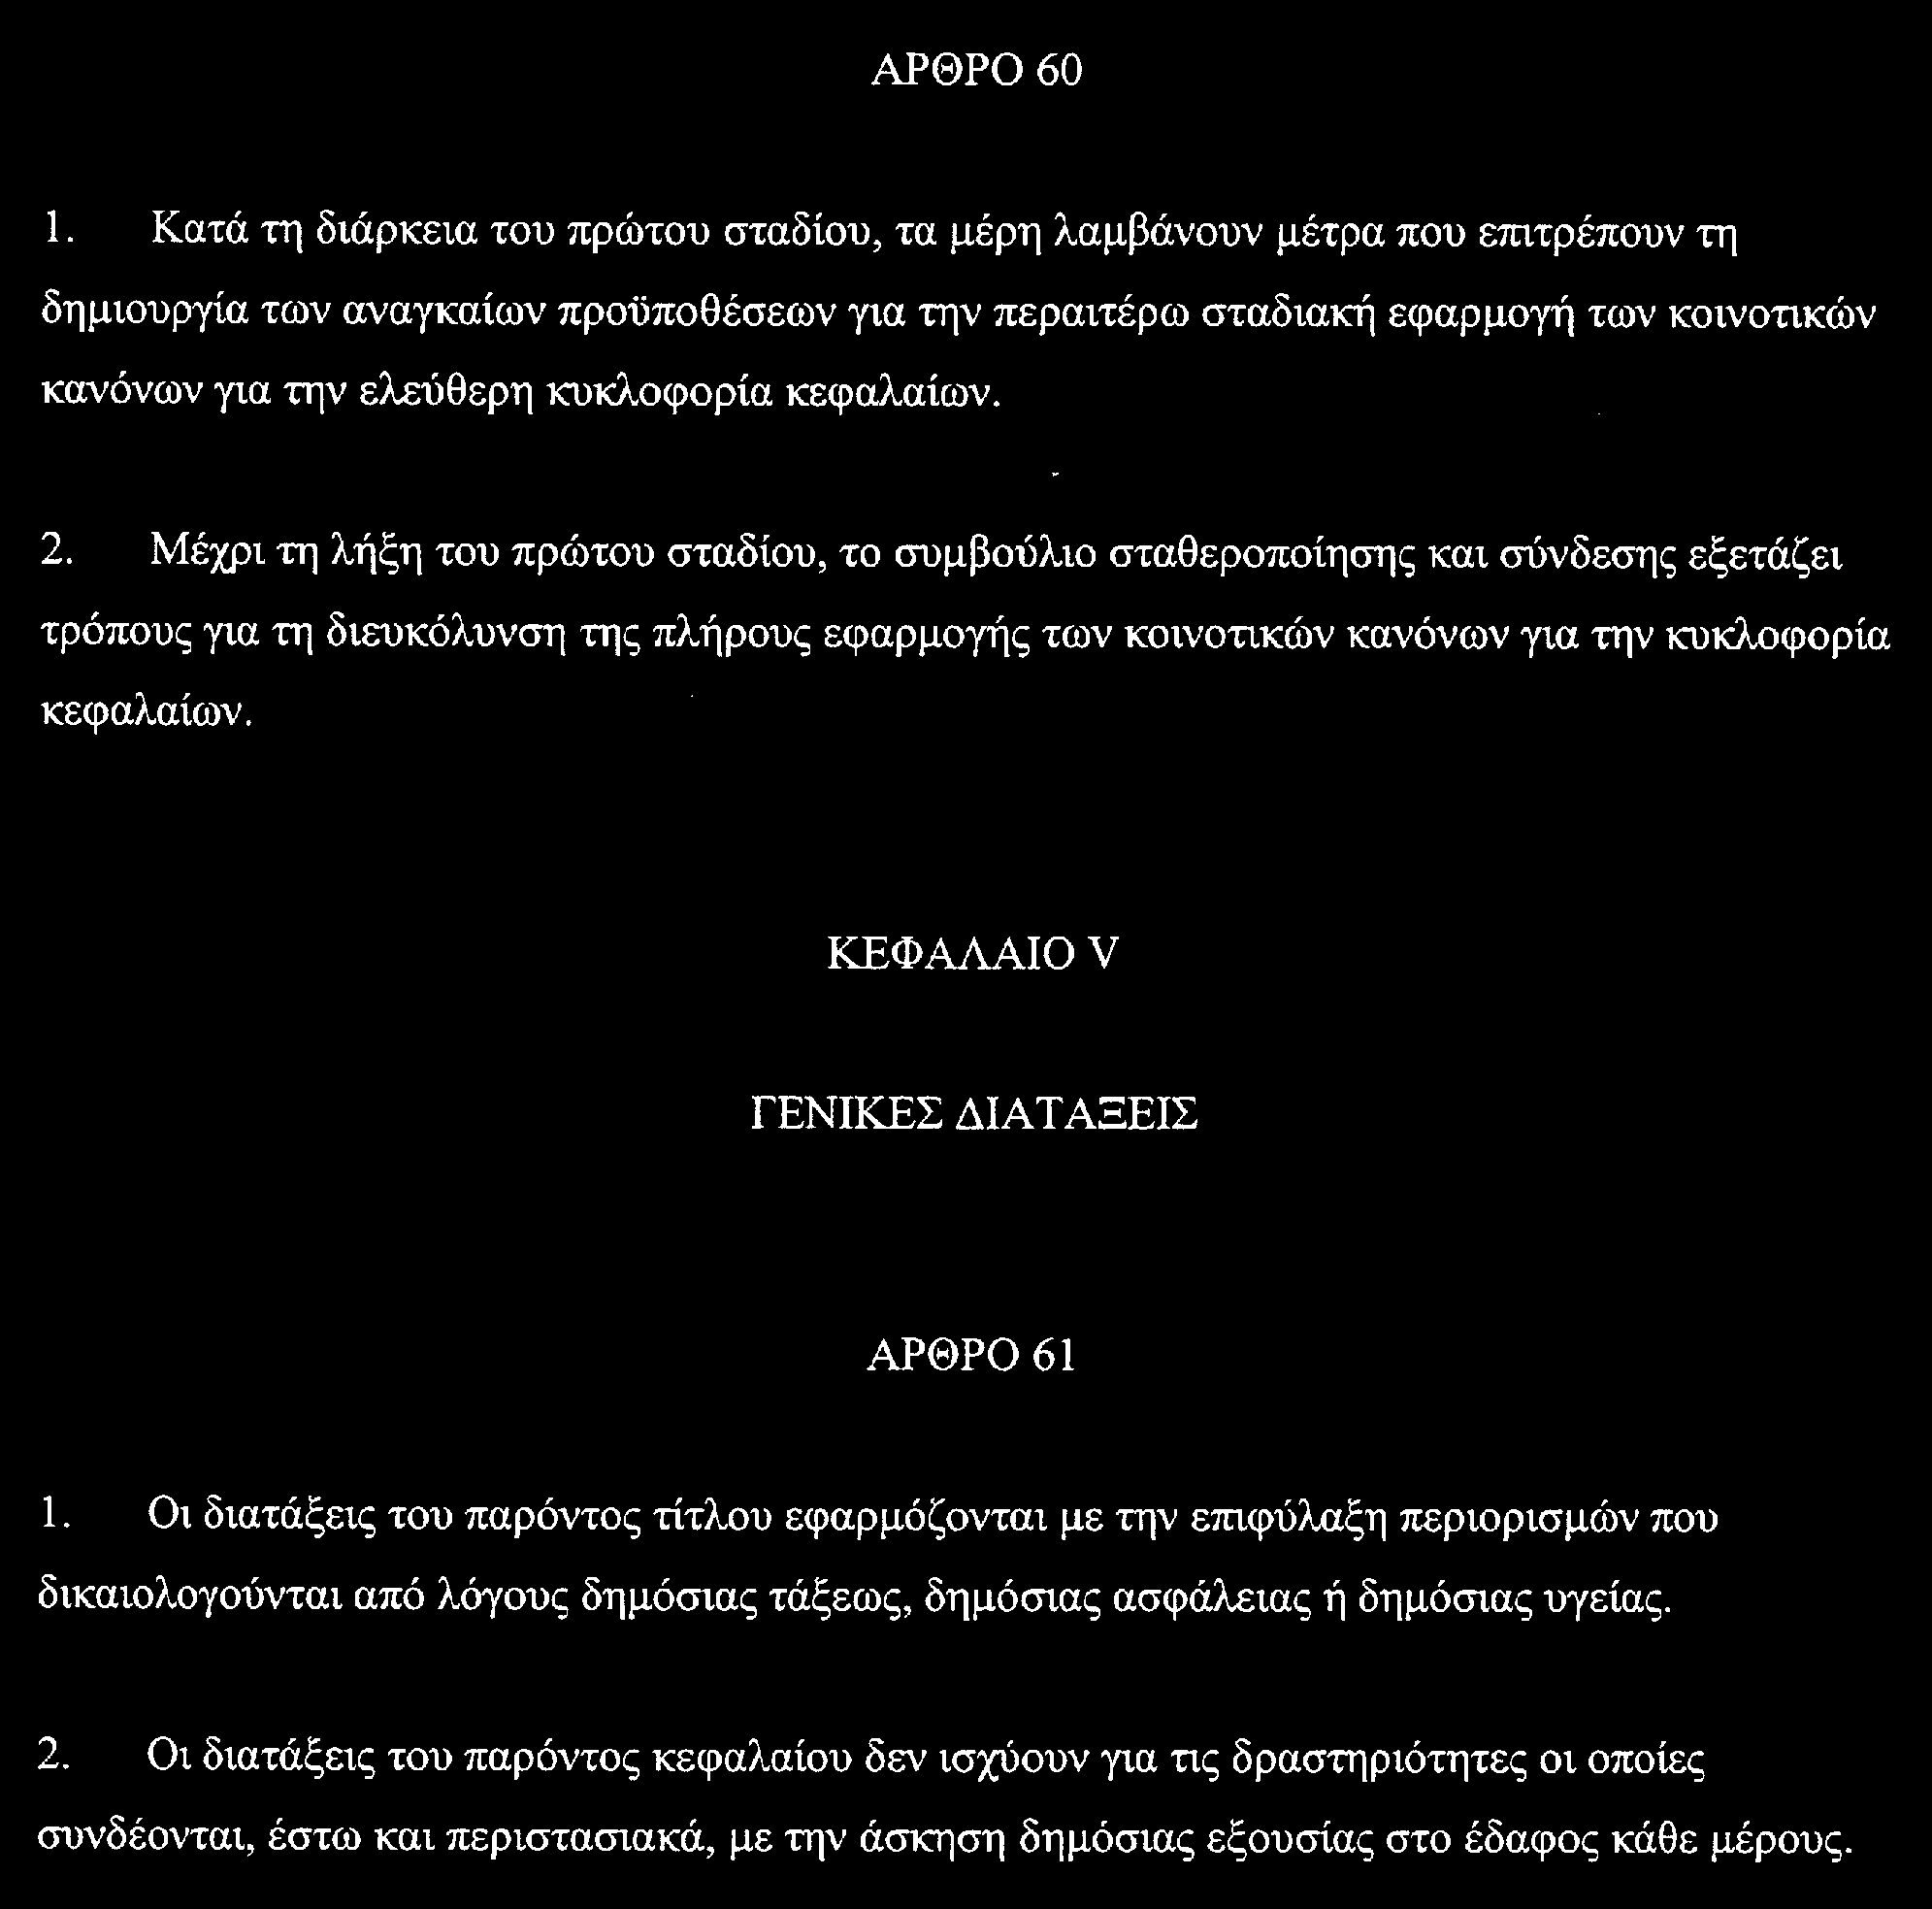 ΑΡΘΡΟ 60
1. Κατά τη διάρκεια του πρώτου σταδίου, τα μέρη λαμβάνουν μέτρα που επιτρέπουν τη
δημιουργία των αναγκαίων προϋποθέσεων για την περαιτέρω σταδιακή εφαρμογή των κοινοτικών
κανόνων για την ελεύθερη κυκλοφορία κεφαλαίων.
2. Μέχρι τη λήξη του πρώτου σταδίου, το συμβούλιο σταθεροποίησης και σύνδεσης εξετάζει
τρόπους για τη διευκόλυνση της πλήρους εφαρμογής των κοινοτικών κανόνων για την κυκλοφορία
κεφαλαίων.
ΚΕΦΑΛΑΙΟ V
ΓΕΝΙΚΕΣ ΔΙΑΤΑΞΕΙΣ
ΑΡΘΡΟ 61
1. Οι διατάξεις του παρόντος τίτλου εφαρμόζονται με την επιφύλαξη περιορισμών που
δικαιολογούνται από λόγους δημόσιας τάξεως, δημόσιας ασφάλειας ή δημόσιας υγείας.
2. Οι διατάξεις του παρόντος κεφαλαίου δεν ισχύουν για τις δραστηριότητες οι οποίες
συνδέονται, έστω και περιστασιακά, με την άσκηση δημόσιας εξουσίας στο έδαφος κάθε μέρους.